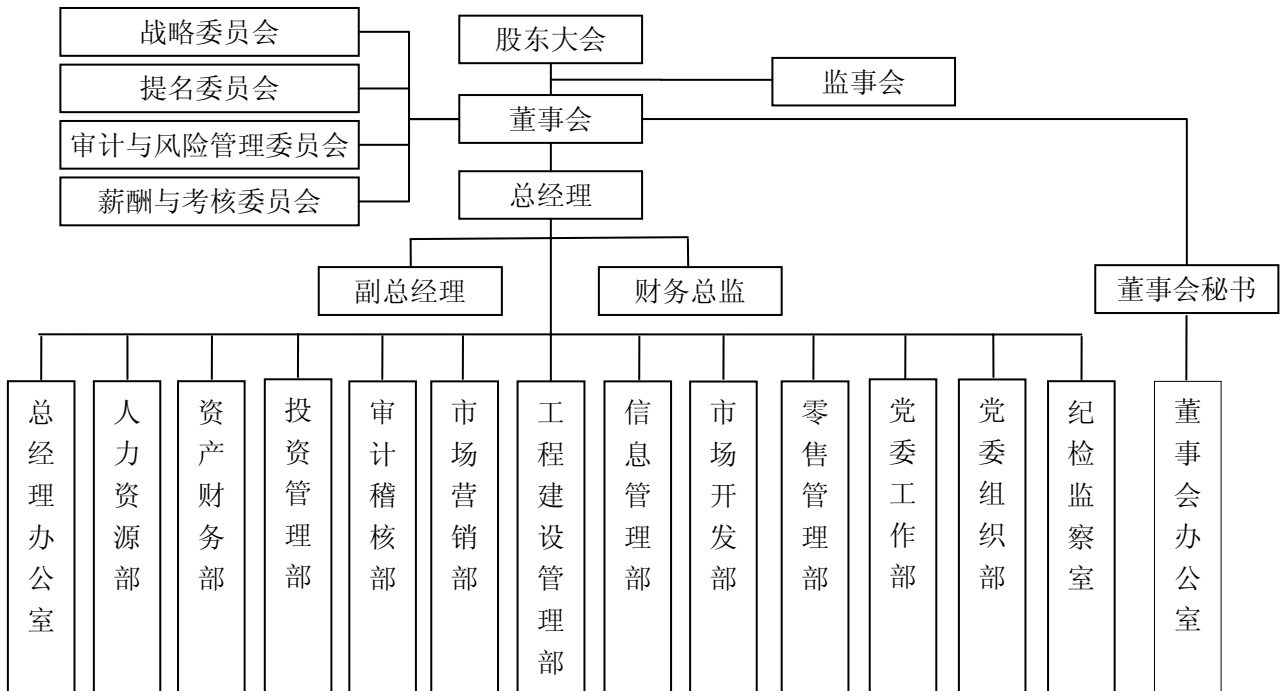 战略委员会
提名委员会
审计与风险管理委员会
薪酬与考核委员会
股东大会
监事会
董事会
总经理
副总经理
财务总监
董事会秘书
总经理办公室
人力资源部
资产财务部
投资管理部
审计稽核部
市场营销部
工程建设管理部
信息管理部
市场开发部
零售管理部
党委工作部
党委组织部
纪检监察室
董事会办公室